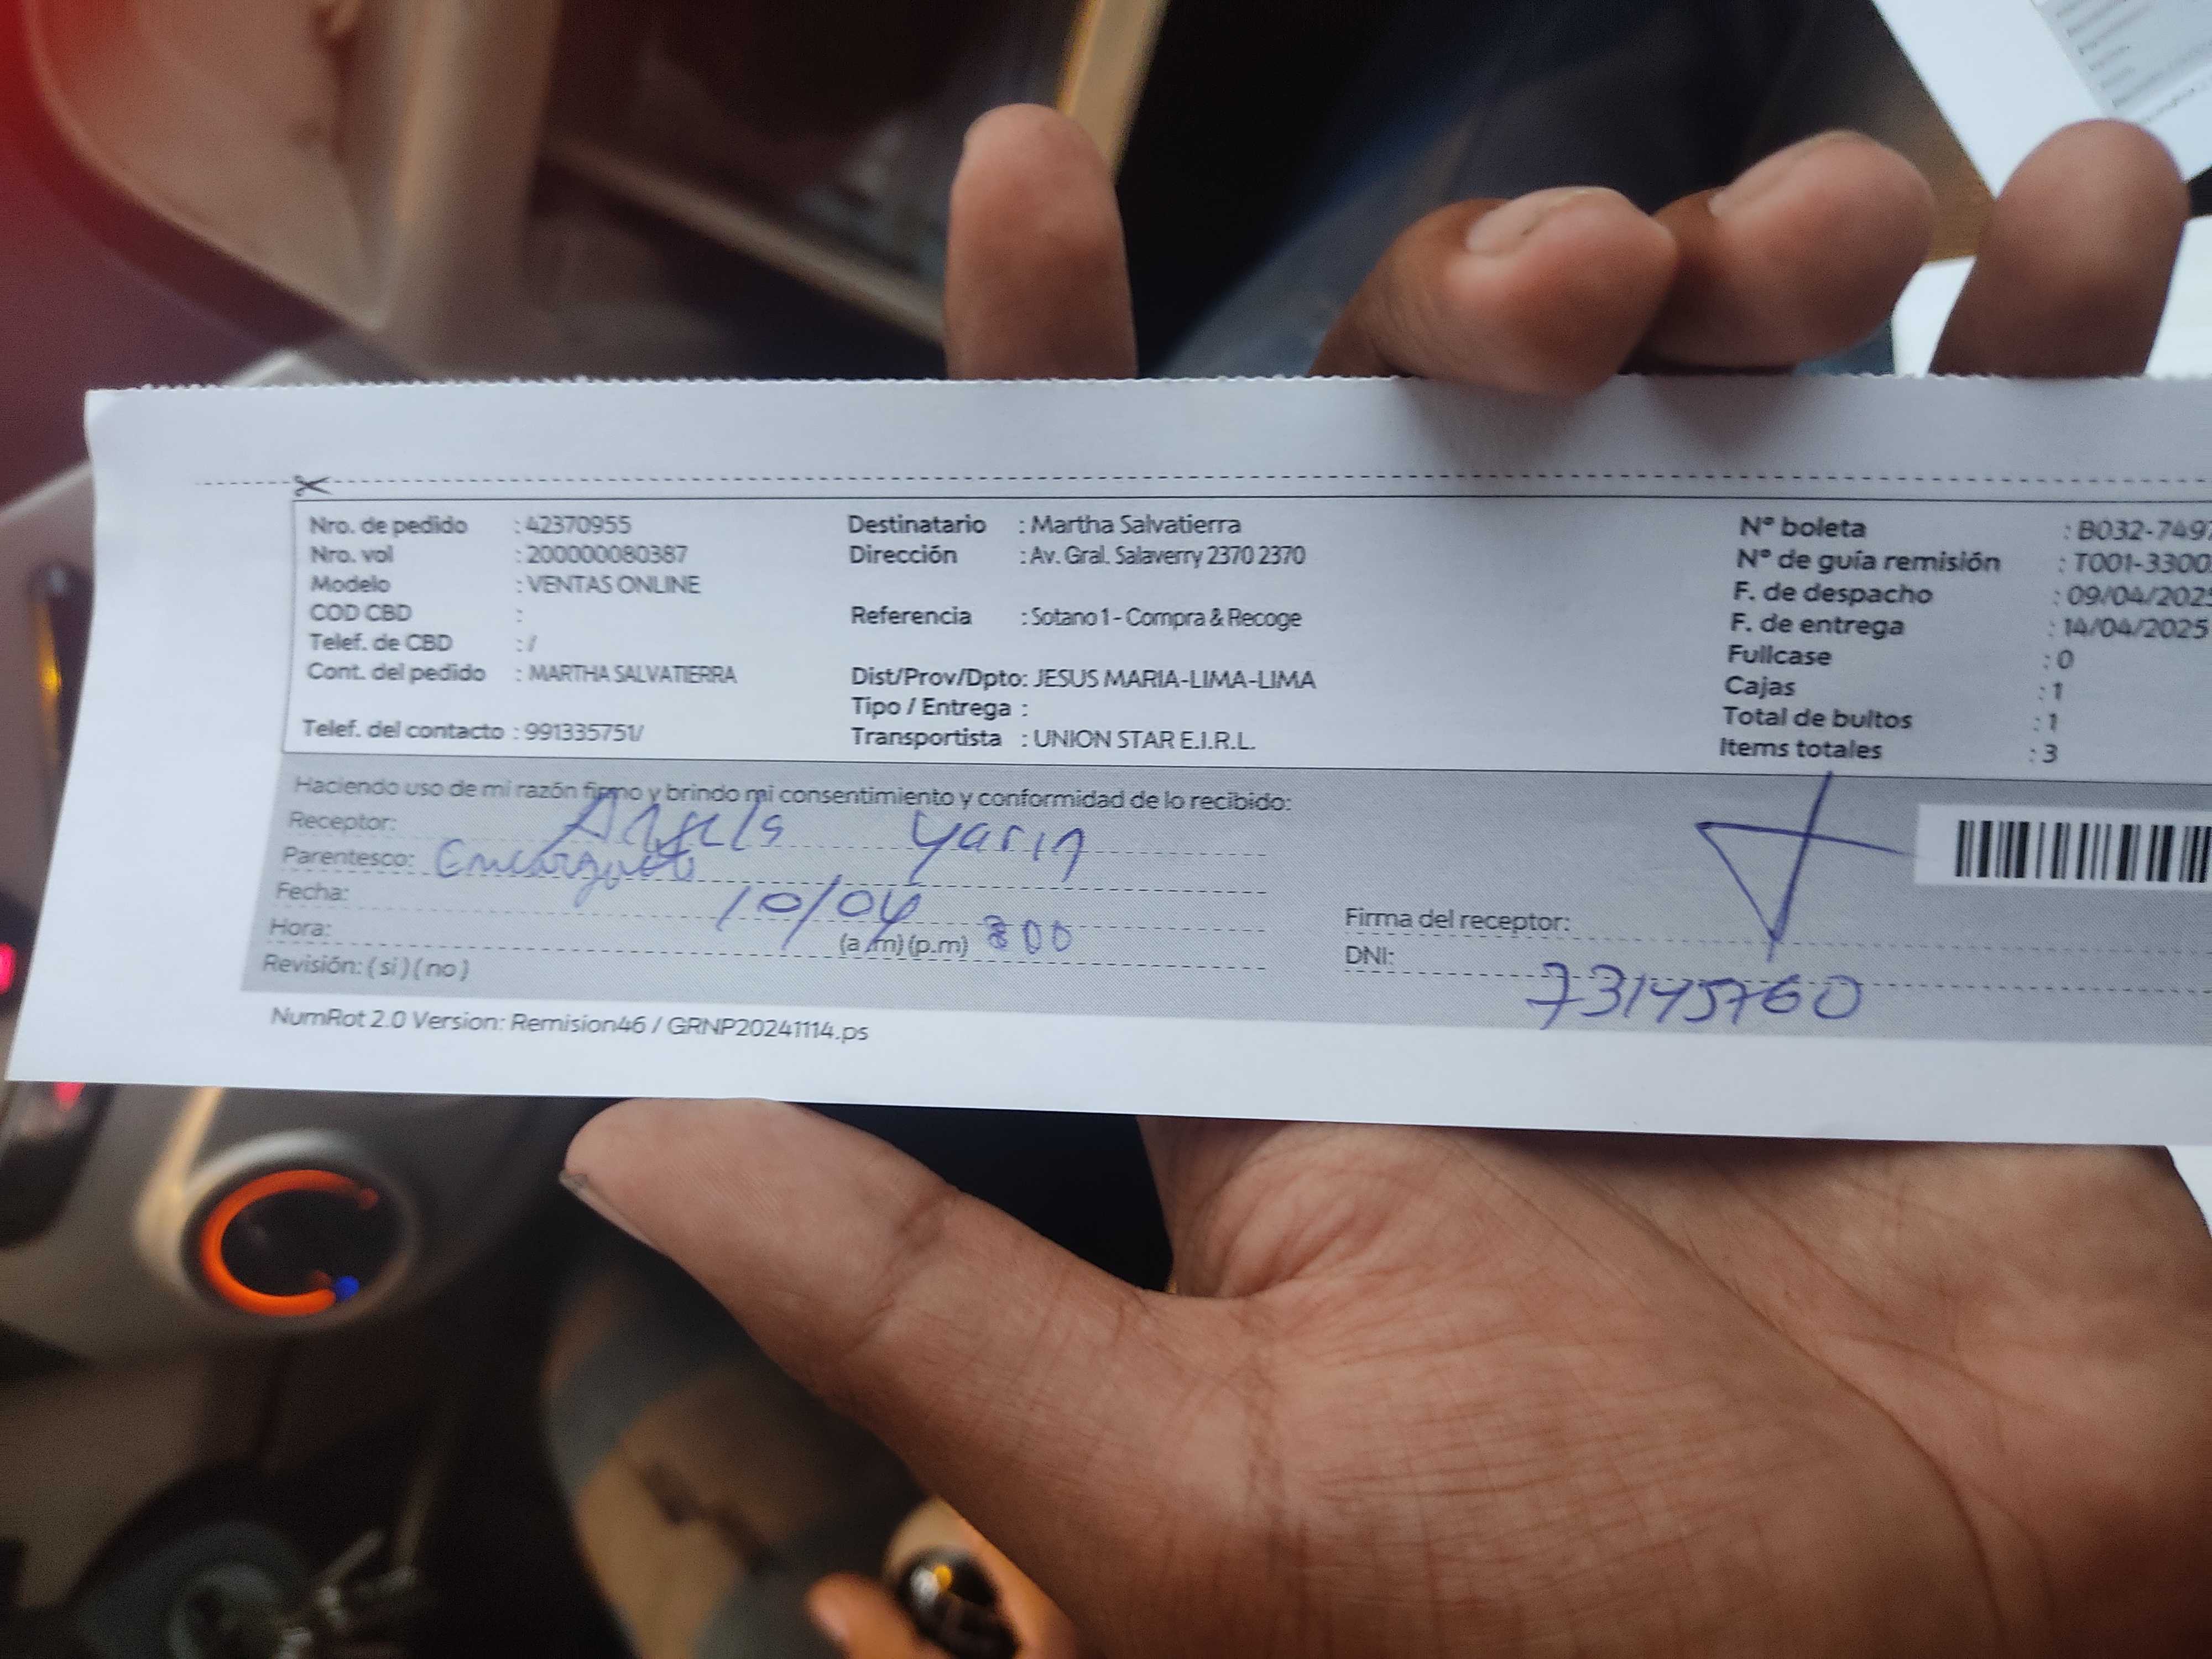 Nro. de pedido : 42370955
Nro. vol : 200000080387
Modelo : VENTAS ONLINE
COD CBD :
Telef. de CBD : /
Cont. del pedido : MARTHA SALVATIERRA
Telef. del contacto : 991335751/
Destinatario : Martha Salvatierra
Dirección : Av. Gral. Salaverry 2370 2370
Referencia : Sotano 1 - Compra & Recoge
Dist/Prov/Dpto: JESUS MARIA-LIMA-LIMA
Tipo / Entrega :
Transportista : UNION STAR E.I.R.L.
N° boleta : B032-749
N° de guía remisión : T001-3300
F. de despacho : 09/04/2025
F. de entrega : 14/04/2025
Fullcase : 0
Cajas : 1
Total de bultos : 1
Items totales : 3
Haciendo uso de mi razón firmo y brindo mi consentimiento y conformidad de lo recibido:
Receptor: Yarin
Parentesco: Encargado
Fecha: 10/04
Hora: (a.m)(p.m) 800
Revisión: ( si ) ( no )
Firma del receptor:
DNI: 73145760
NumRot 2.0 Version: Remision46 / GRNP20241114.ps